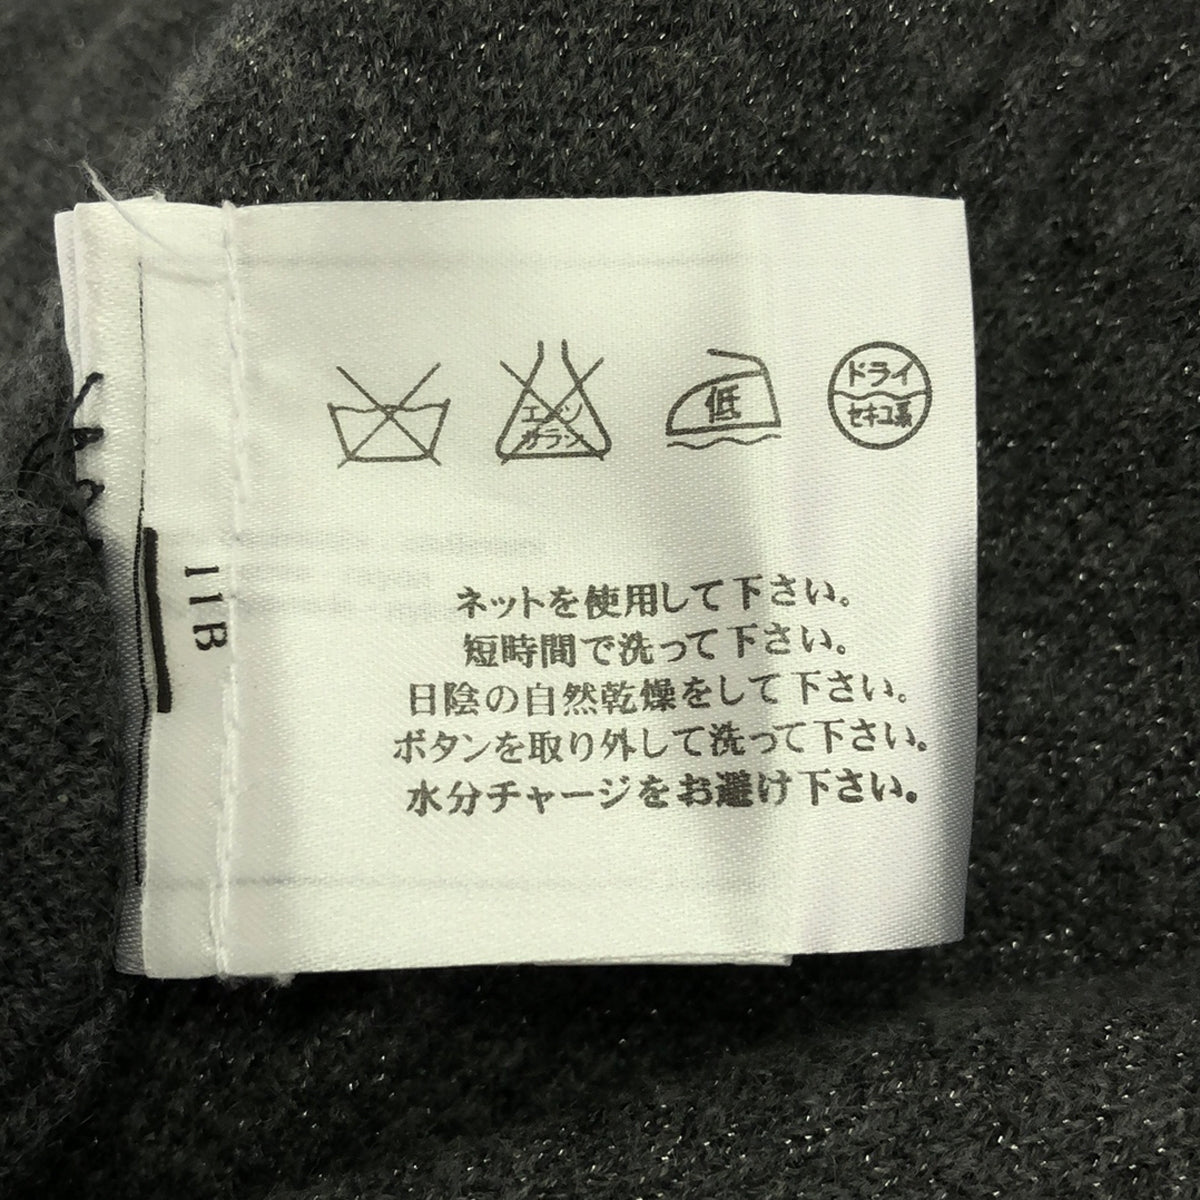 エンソ
サラシ
低
ドライ
セキユ系
ネットを使用して下さい。
短時間で洗って下さい。
日陰の自然乾燥をして下さい。
ボタンを取り外して洗って下さい。
水分チャージをお避け下さい。
11B